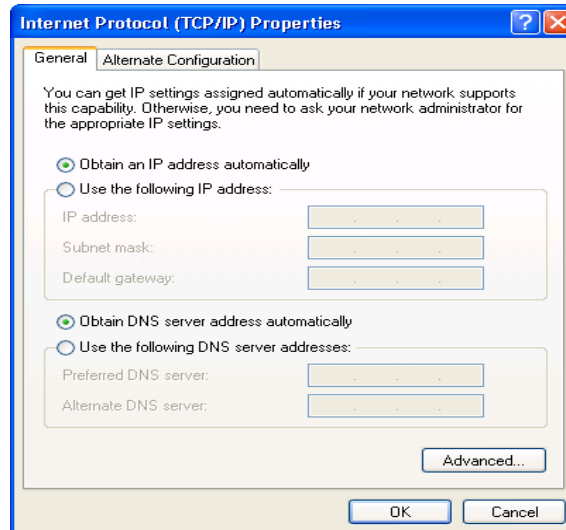 Internet Protocol (TCP/IP) Properties
General
Alternate Configuration
You can get IP settings assigned automatically if your network supports
this capability. Otherwise, you need to ask your network administrator for
the appropriate IP settings.
Obtain an IP address automatically
Use the following IP address:
IP address:
Subnet mask:
Default gateway:
Obtain DNS server address automatically
Use the following DNS server addresses:
Preferred DNS server:
Alternate DNS server:
Advanced...
OK
Cancel